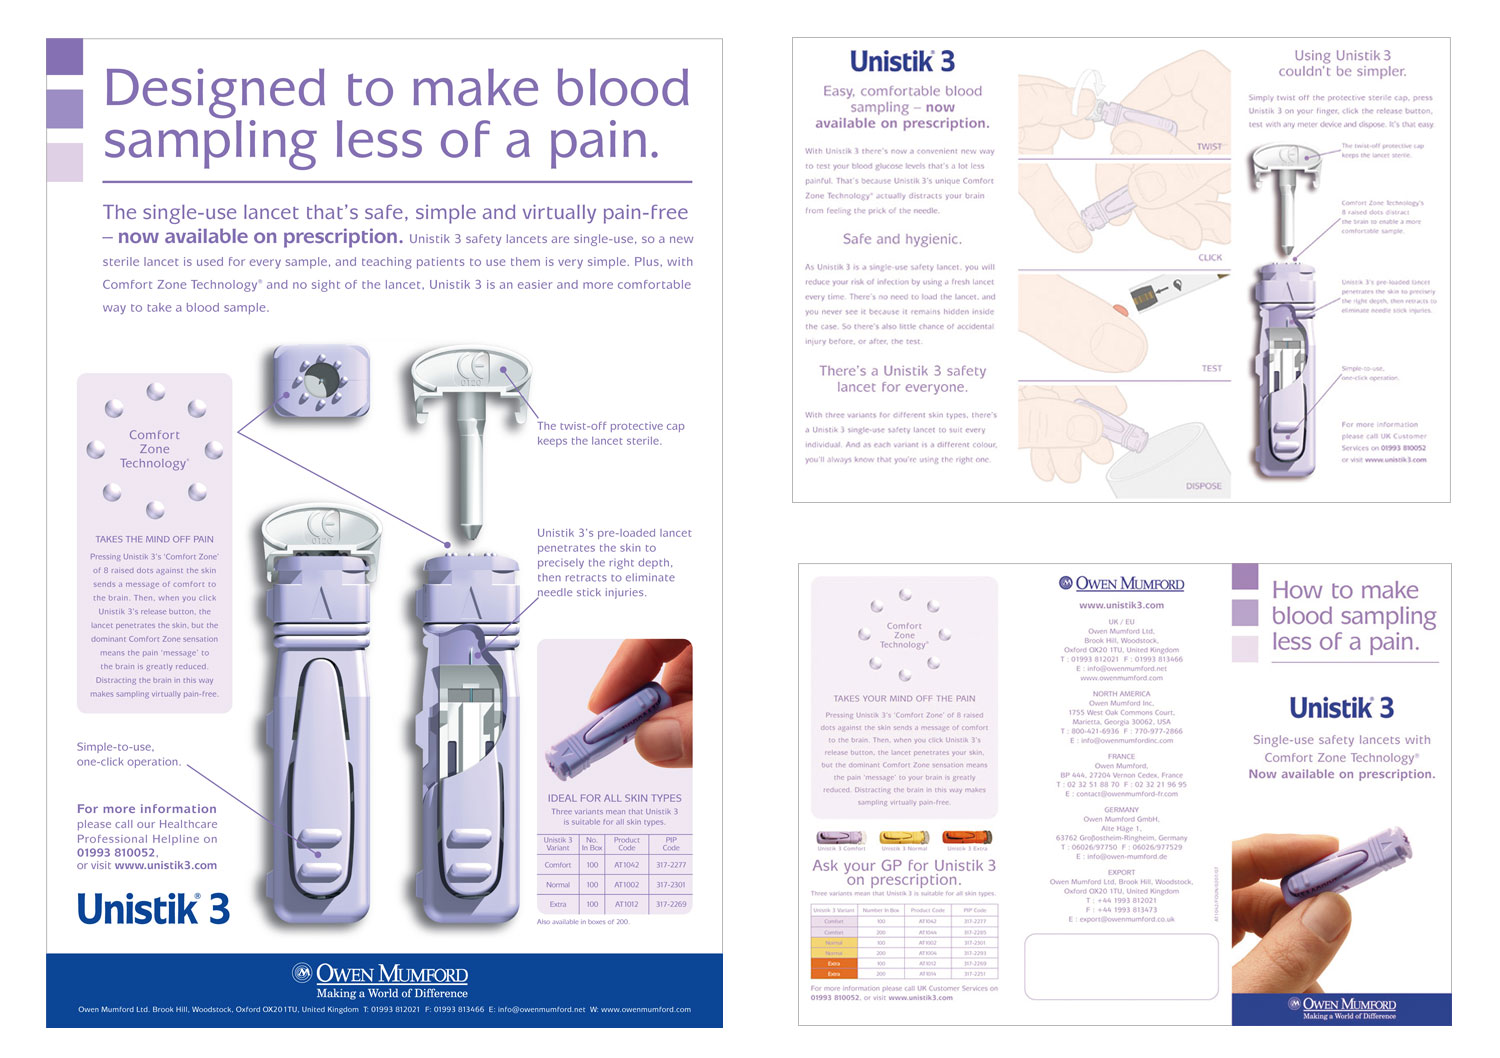 Designed to make blood
sampling less of a pain.
The single-use lancet that's safe, simple and virtually pain-free
– now available on prescription. Unistik 3 safety lancets are single-use, so a new
sterile lancet is used for every sample, and teaching patients to use them is very simple. Plus, with
Comfort Zone Technology® and no sight of the lancet, Unistik 3 is an easier and more comfortable
way to take a blood sample.
Comfort
Zone
Technology®
TAKES THE MIND OFF PAIN
Pressing Unistik 3's 'Comfort Zone'
of 8 raised dots against the skin
sends a message of comfort to
the brain. Then, when you click
Unistik 3's release button, the
lancet penetrates the skin, but the
dominant Comfort Zone sensation
means the pain 'message' to
the brain is greatly reduced.
Distracting the brain in this way
makes sampling virtually pain-free.
The twist-off protective cap
keeps the lancet sterile.
Unistik 3's pre-loaded lancet
penetrates the skin to
precisely the right depth,
then retracts to eliminate
needle stick injuries.
Simple-to-use,
one-click operation.
For more information
please call our Healthcare
Professional Helpline on
01993 810052,
or visit www.unistik3.com
Unistik® 3
IDEAL FOR ALL SKIN TYPES
Three variants mean that Unistik 3
is suitable for all skin types.
Unistik 3 Variant No. In Box Product Code PIP Code
Comfort 100 AT1042 317-2277
Normal 100 AT1002 317-2301
Extra 100 AT1012 317-2269
Also available in boxes of 200.
OWEN MUMFORD
Making a World of Difference
Owen Mumford Ltd. Brook Hill, Woodstock, Oxford OX20 1TU, United Kingdom T: 01993 812021 F: 01993 813466 E: info@owenmumford.net W: www.owenmumford.com
Unistik® 3
Easy, comfortable blood
sampling – now
available on prescription.
With Unistik 3 there's now a convenient new way
to test your blood glucose levels that's a lot less
painful. That's because Unistik 3's unique Comfort
Zone Technology® actually distracts your brain
from feeling the prick of the needle.
Safe and hygienic.
As Unistik 3 is a single-use safety lancet, you will
reduce your risk of infection by using a fresh lancet
every time. There's no need to load the lancet, and
you never see it because it remains hidden inside
the case. So there's also little chance of accidental
injury before, or after, the test.
There's a Unistik 3 safety
lancet for everyone.
With three variants for different skin types, there's
a Unistik 3 single-use safety lancet to suit every
individual. And as each variant is a different colour,
you'll always know that you're using the right one.
TWIST
CLICK
TEST
DISPOSE
Using Unistik 3
couldn't be simpler.
Simply twist off the protective sterile cap, press
Unistik 3 on your finger, click the release button,
test with any meter device and dispose. It's that easy.
The twist-off protective cap
keeps the lancet sterile.
Comfort Zone Technology's
8 raised dots distract
the brain to enable a more
comfortable sample.
Unistik 3's pre-loaded lancet
penetrates the skin to precisely
the right depth, then retracts to
eliminate needle stick injuries.
Simple-to-use,
one-click operation.
For more information
please call UK Customer
Services on 01993 810052
or visit www.unistik3.com
Comfort
Zone
Technology®
TAKES YOUR MIND OFF THE PAIN
Pressing Unistik 3's 'Comfort Zone' of 8 raised
dots against the skin sends a message of comfort
to the brain. Then, when you click Unistik 3's
release button, the lancet penetrates your skin,
but the dominant Comfort Zone sensation means
the pain 'message' to your brain is greatly
reduced. Distracting the brain in this way makes
sampling virtually pain-free.
Unistik 3 Comfort Unistik 3 Normal Unistik 3 Extra
Ask your GP for Unistik 3
on prescription.
Three variants mean that Unistik 3 is suitable for all skin types.
Unistik 3 Variant Number In Box Product Code PIP Code
Comfort 100 AT1042 317-2277
Comfort 200 AT1044 317-2285
Normal 100 AT1002 317-2301
Normal 200 AT1004 317-2293
Extra 100 AT1012 317-2269
Extra 200 AT1014 317-2251
For more information please call UK Customer Services on
01993 810052, or visit www.unistik3.com
OWEN MUMFORD
www.unistik3.com
UK / EU
Owen Mumford Ltd,
Brook Hill, Woodstock,
Oxford OX20 1TU, United Kingdom
T : 01993 812021 F : 01993 813466
E : info@owenmumford.net
www.owenmumford.com
NORTH AMERICA
Owen Mumford Inc.
1755 West Oak Commons Court,
Marietta, Georgia 30062, USA
T : 800-421-6936 F : 770-977-2866
E : info@owenmumfordinc.com
FRANCE
Owen Mumford,
BP 444, 27204 Vernon Cedex, France
T : 02 32 51 88 70 F : 02 32 21 96 95
E : contact@owenmumford-fr.com
GERMANY
Owen Mumford GmbH,
Alte Häge 1,
63762 Großostheim-Ringheim, Germany
T : 06026/97750 F : 06026/977529
E : info@owen-mumford.de
EXPORT
Owen Mumford Ltd, Brook Hill, Woodstock,
Oxford OX20 1TU, United Kingdom
T : +44 1993 812021
F : +44 1993 813473
E : export@owenmumford.co.uk
How to make
blood sampling
less of a pain.
Unistik® 3
Single-use safety lancets with
Comfort Zone Technology®
Now available on prescription.
OWEN MUMFORD
Making a World of Difference